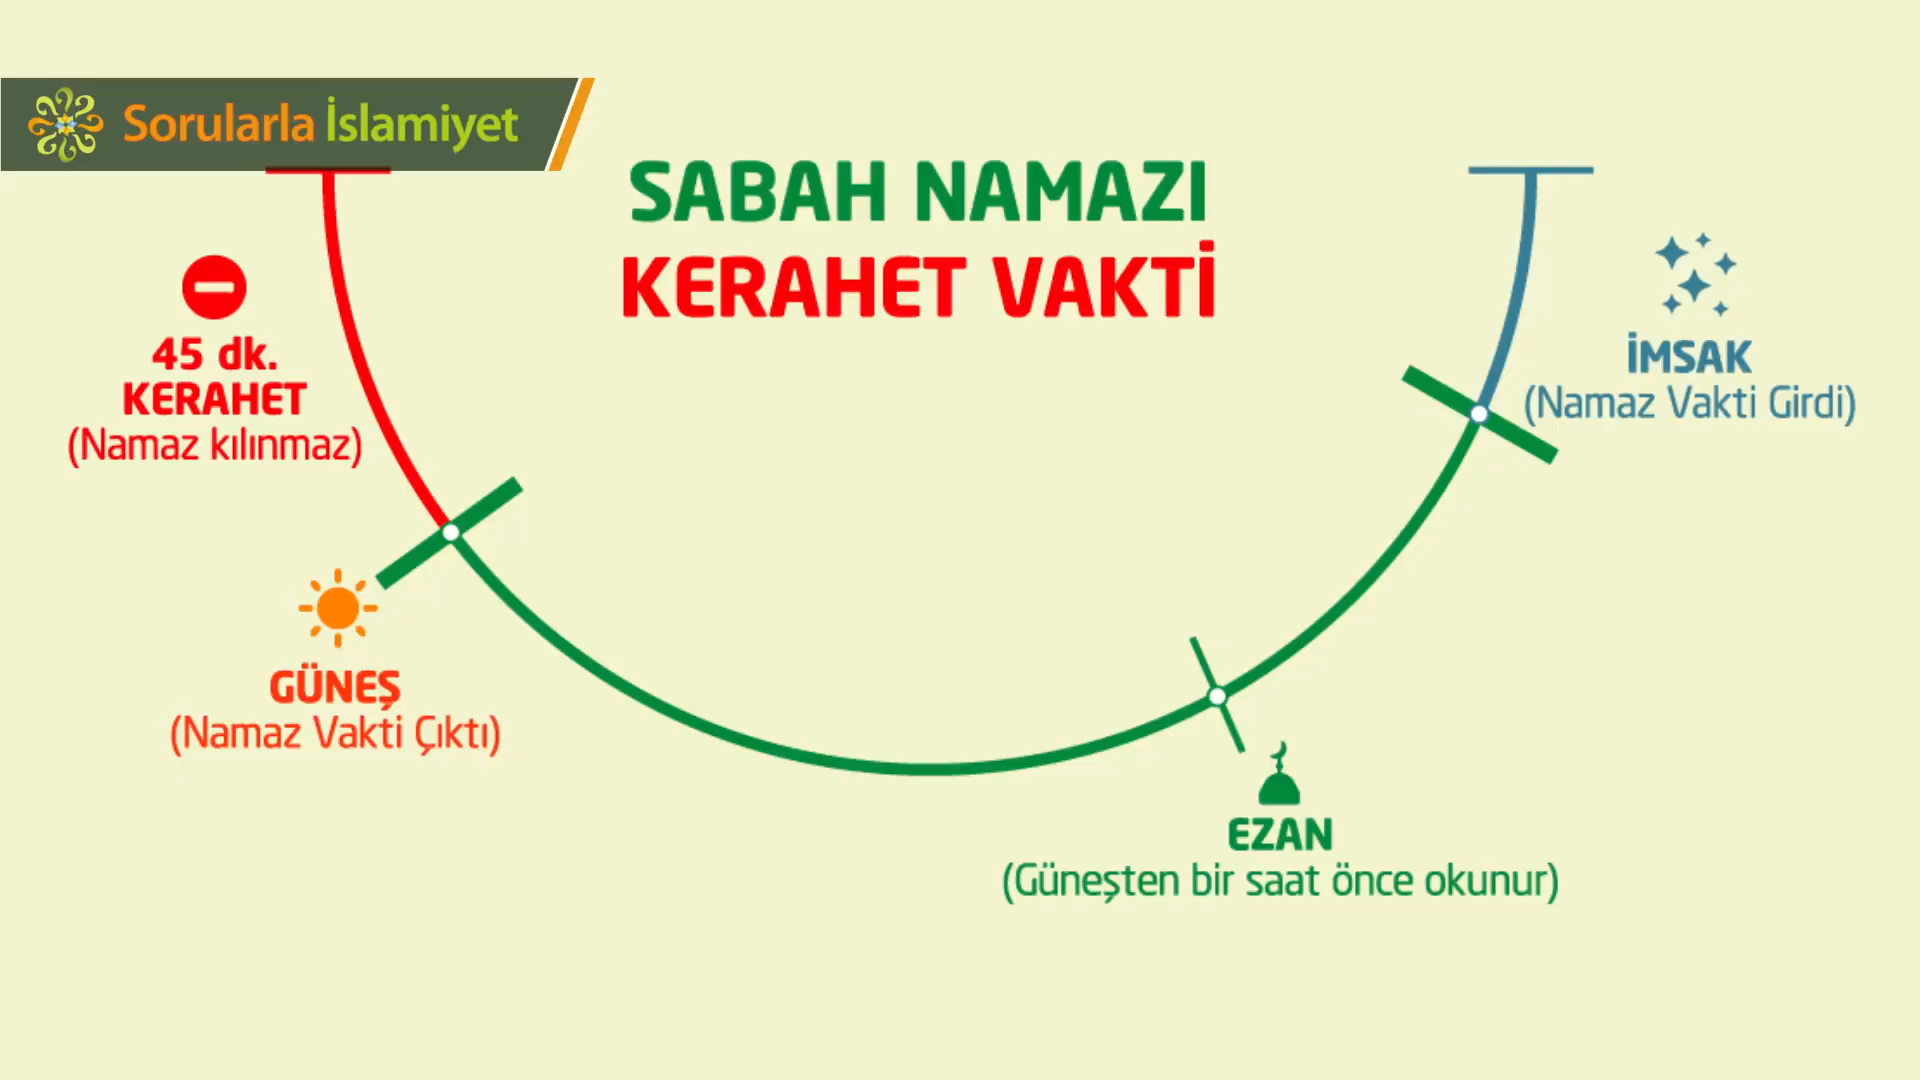 Sorularla İslamiyet
SABAH NAMAZI
KERAHET VAKTİ
45 dk.
KERAHET
(Namaz kılınmaz)
İMSAK
(Namaz Vakti Girdi)
GÜNEŞ
(Namaz Vakti Çıktı)
EZAN
(Güneşten bir saat önce okunur)